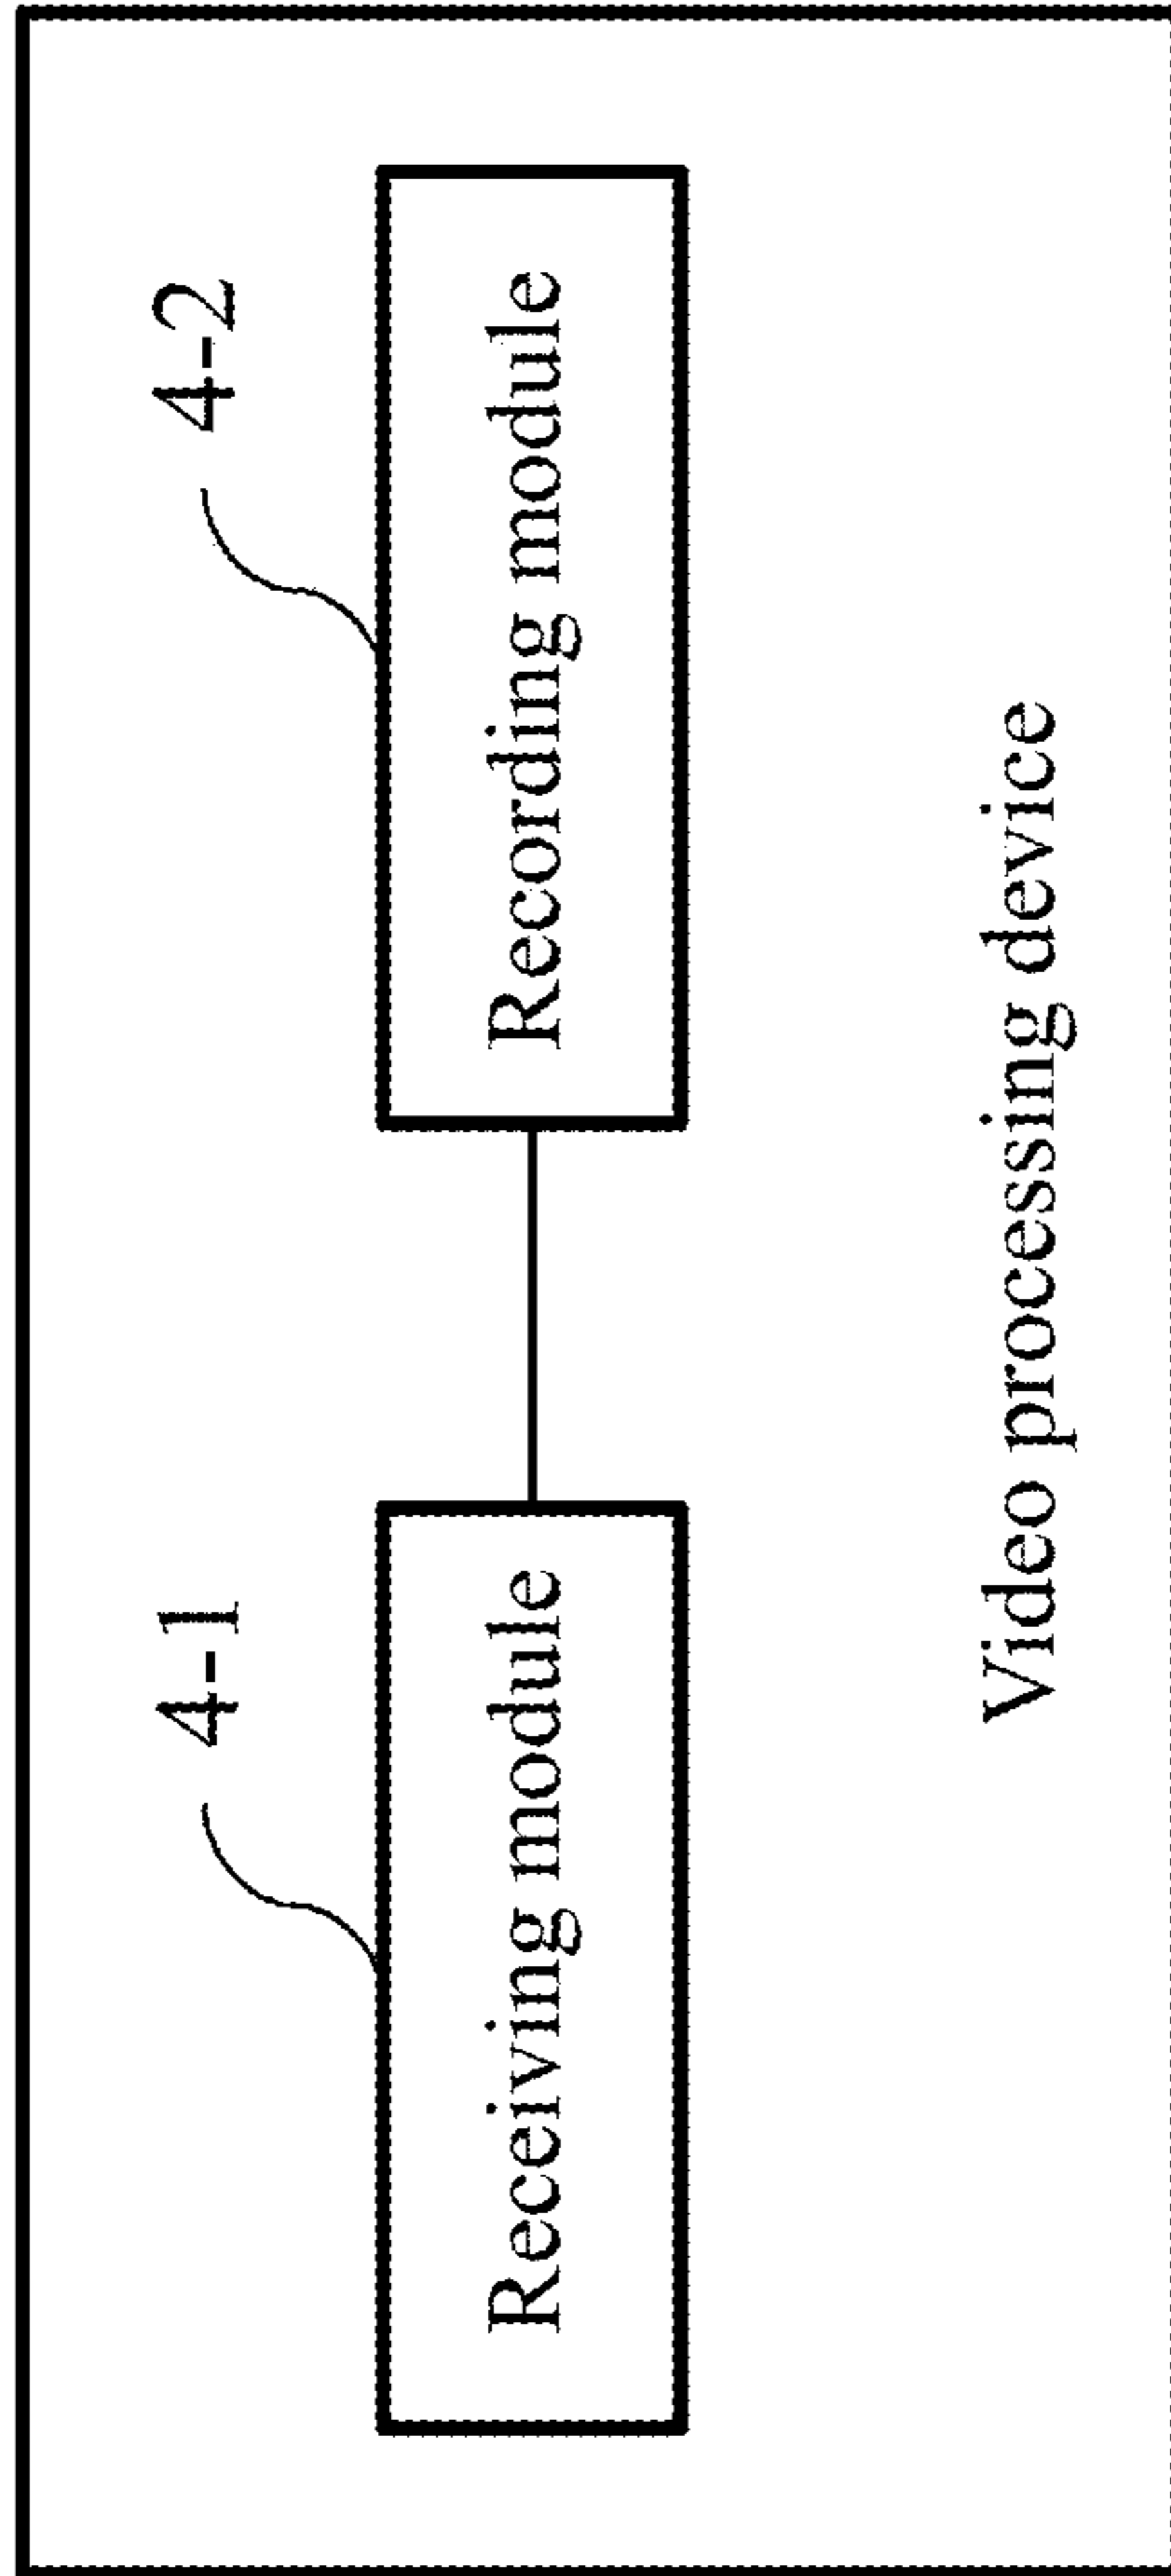 4-1
4-2
Receiving module
Recording module
Video processing device